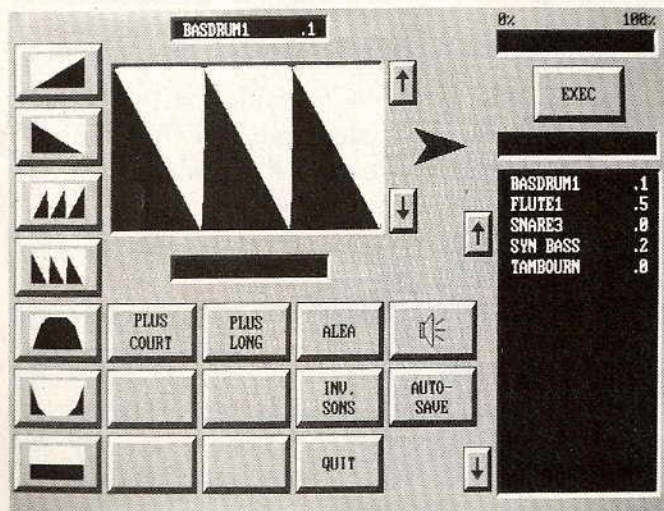 BASDRUM1 .1
0% 100%
EXEC
BASDRUM1 .1
FLUTE1 .5
SNARE3 .0
SYN BASS .2
TAMBOURN .0
PLUS COURT
PLUS LONG
ALEA
INV. SONS
AUTO-SAVE
QUIT